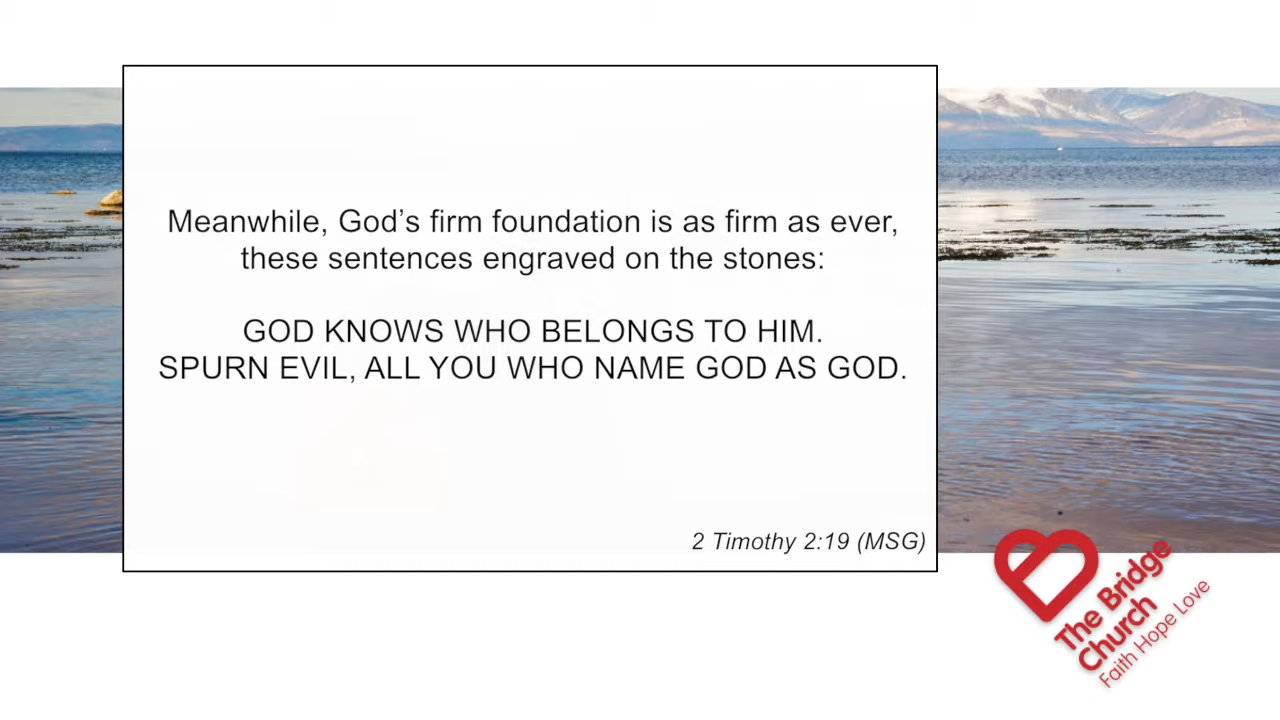 Meanwhile, God’s firm foundation is as firm as ever,
these sentences engraved on the stones:
GOD KNOWS WHO BELONGS TO HIM.
SPURN EVIL, ALL YOU WHO NAME GOD AS GOD.
2 Timothy 2:19 (MSG)
The Bridge
Church
Faith Hope Love